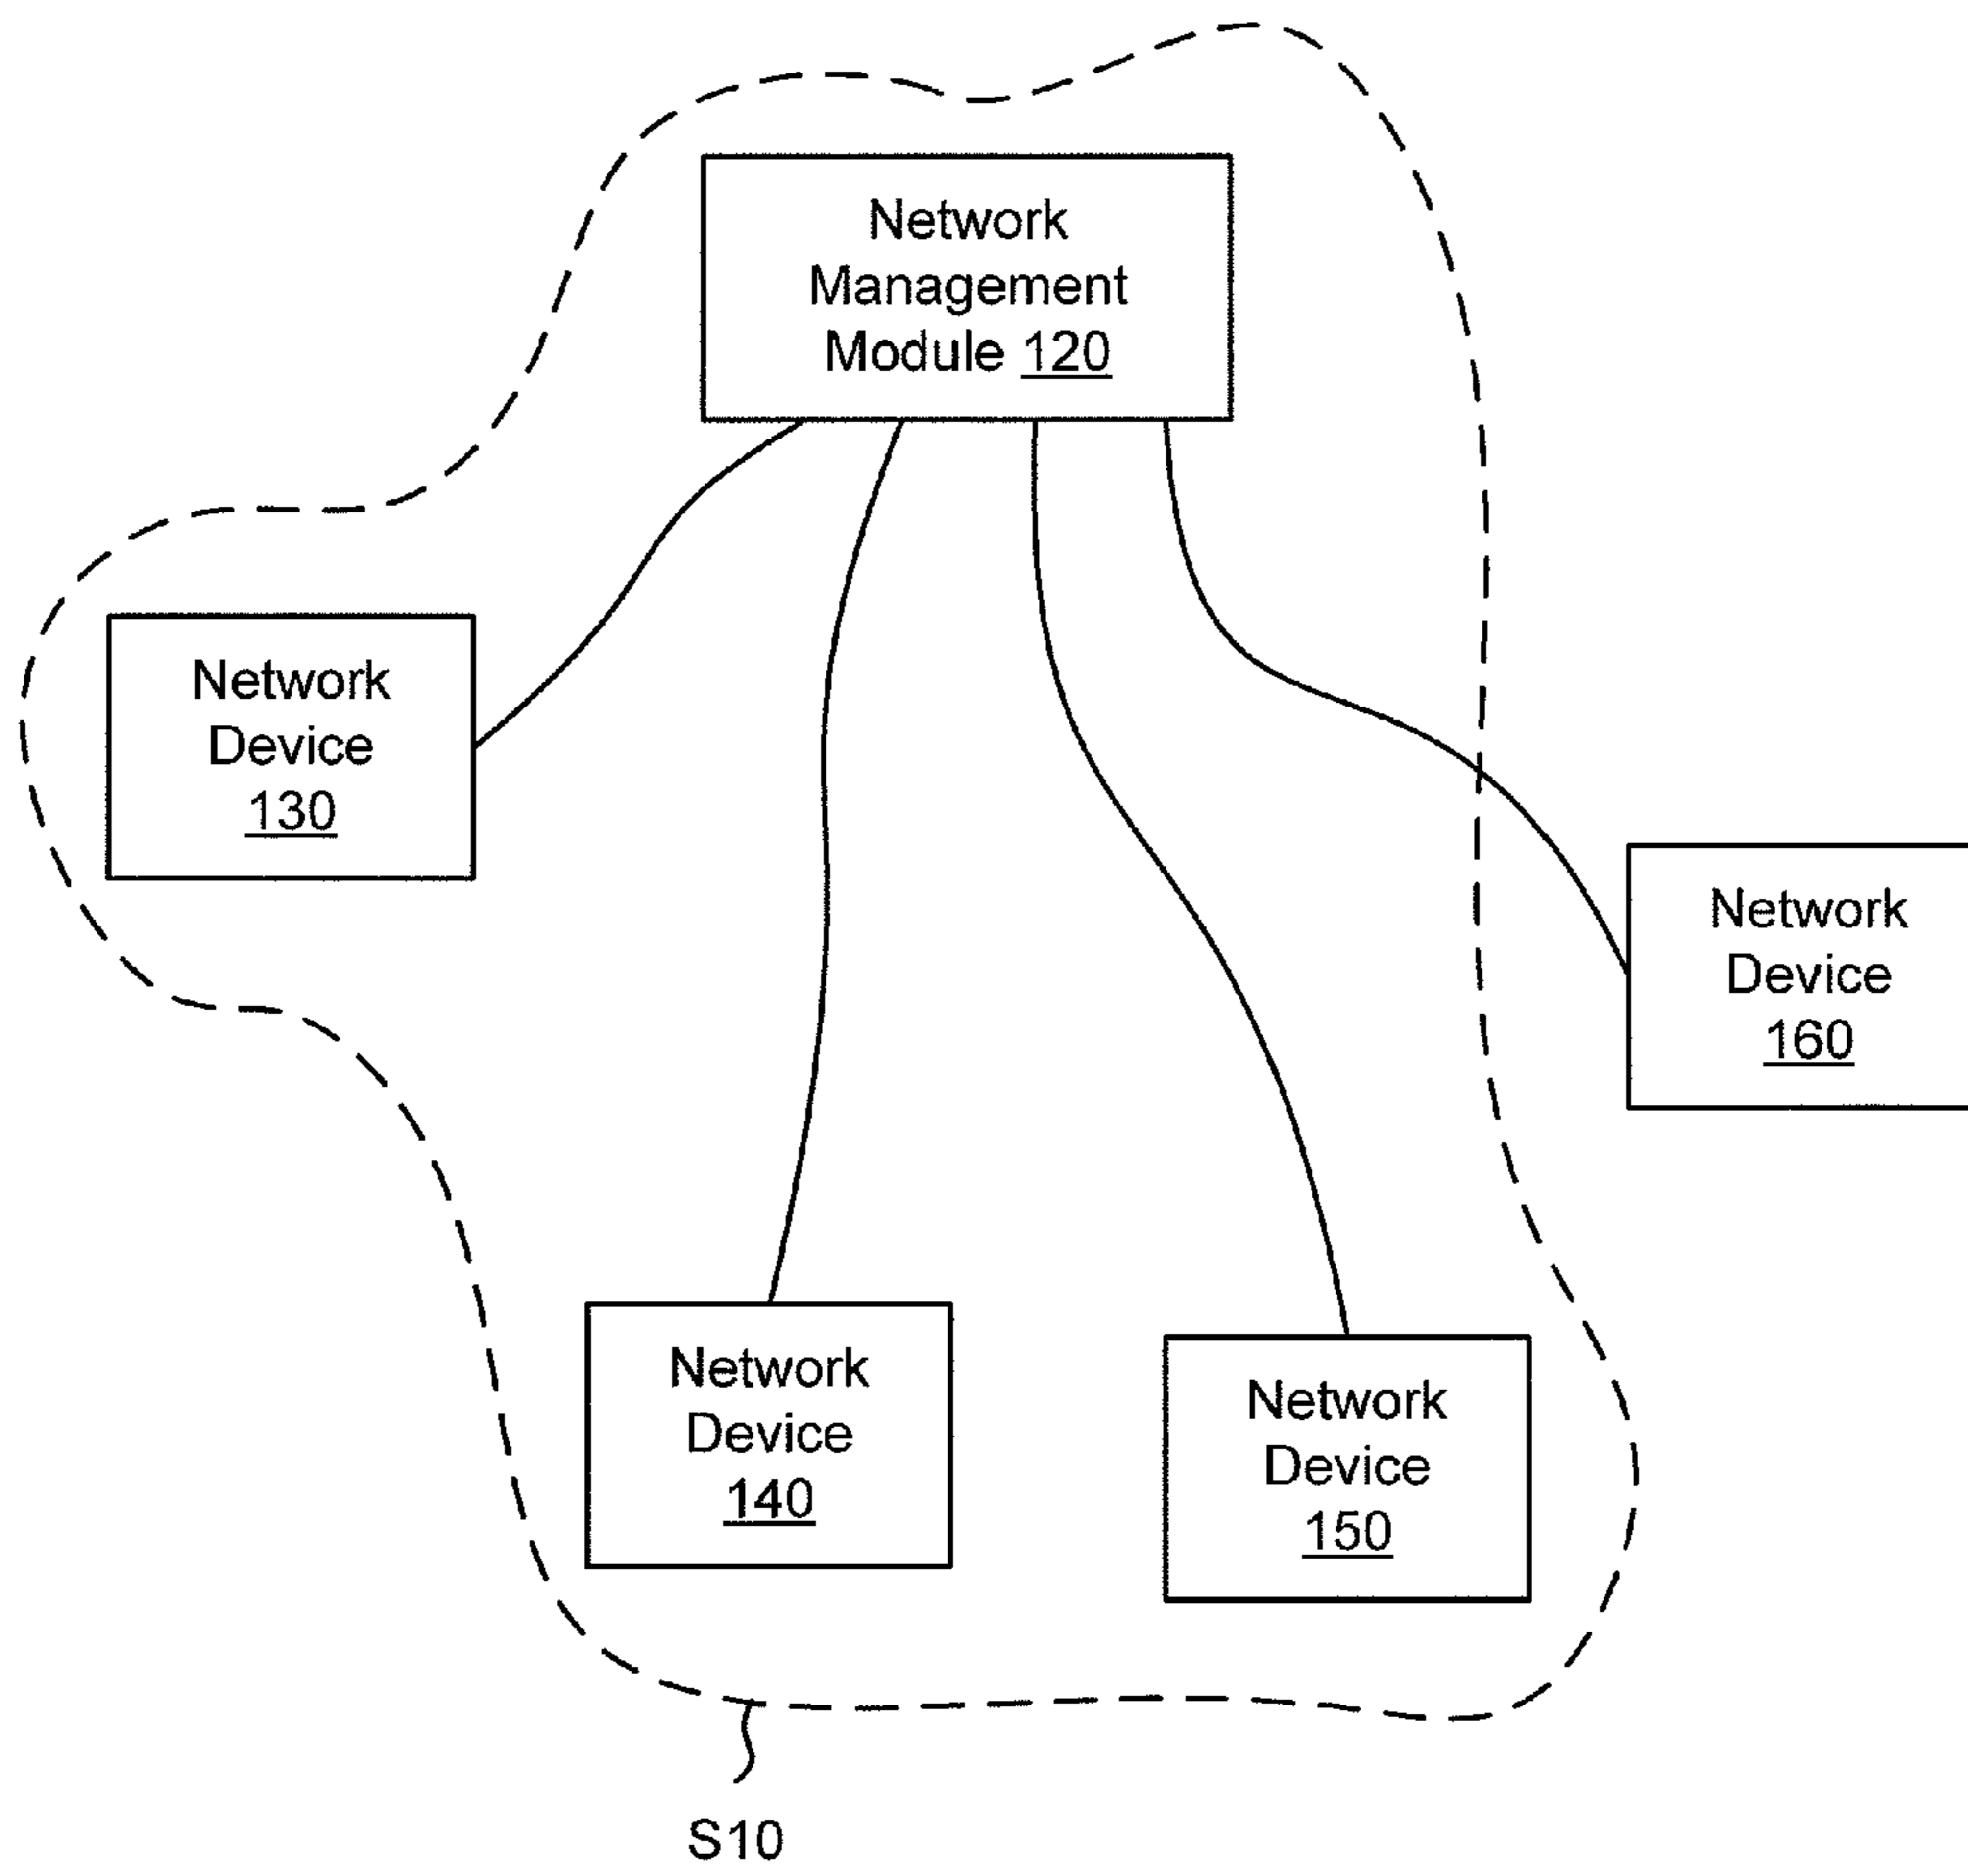 Network
Management
Module 120
Network
Device
130
Network
Device
160
Network
Device
140
Network
Device
150
S10